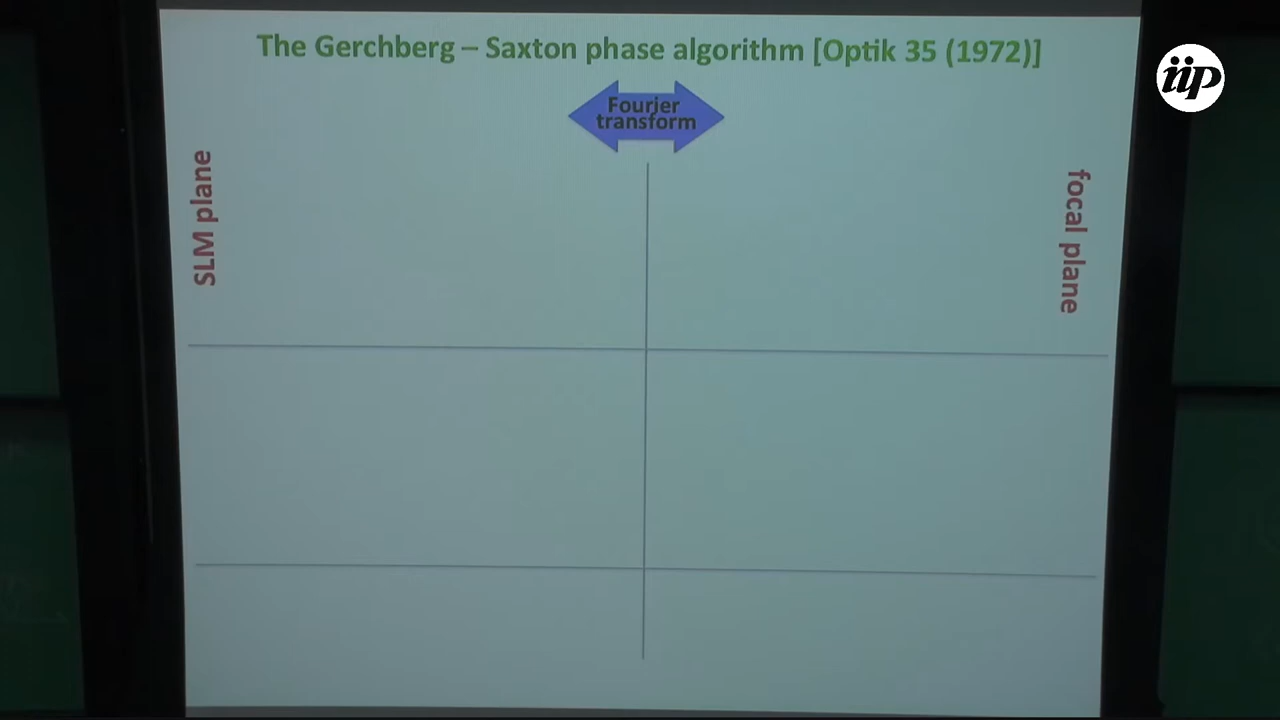 The Gerchberg – Saxton phase algorithm [Optik 35 (1972)]
Fourier
transform
SLM plane
focal plane
iip